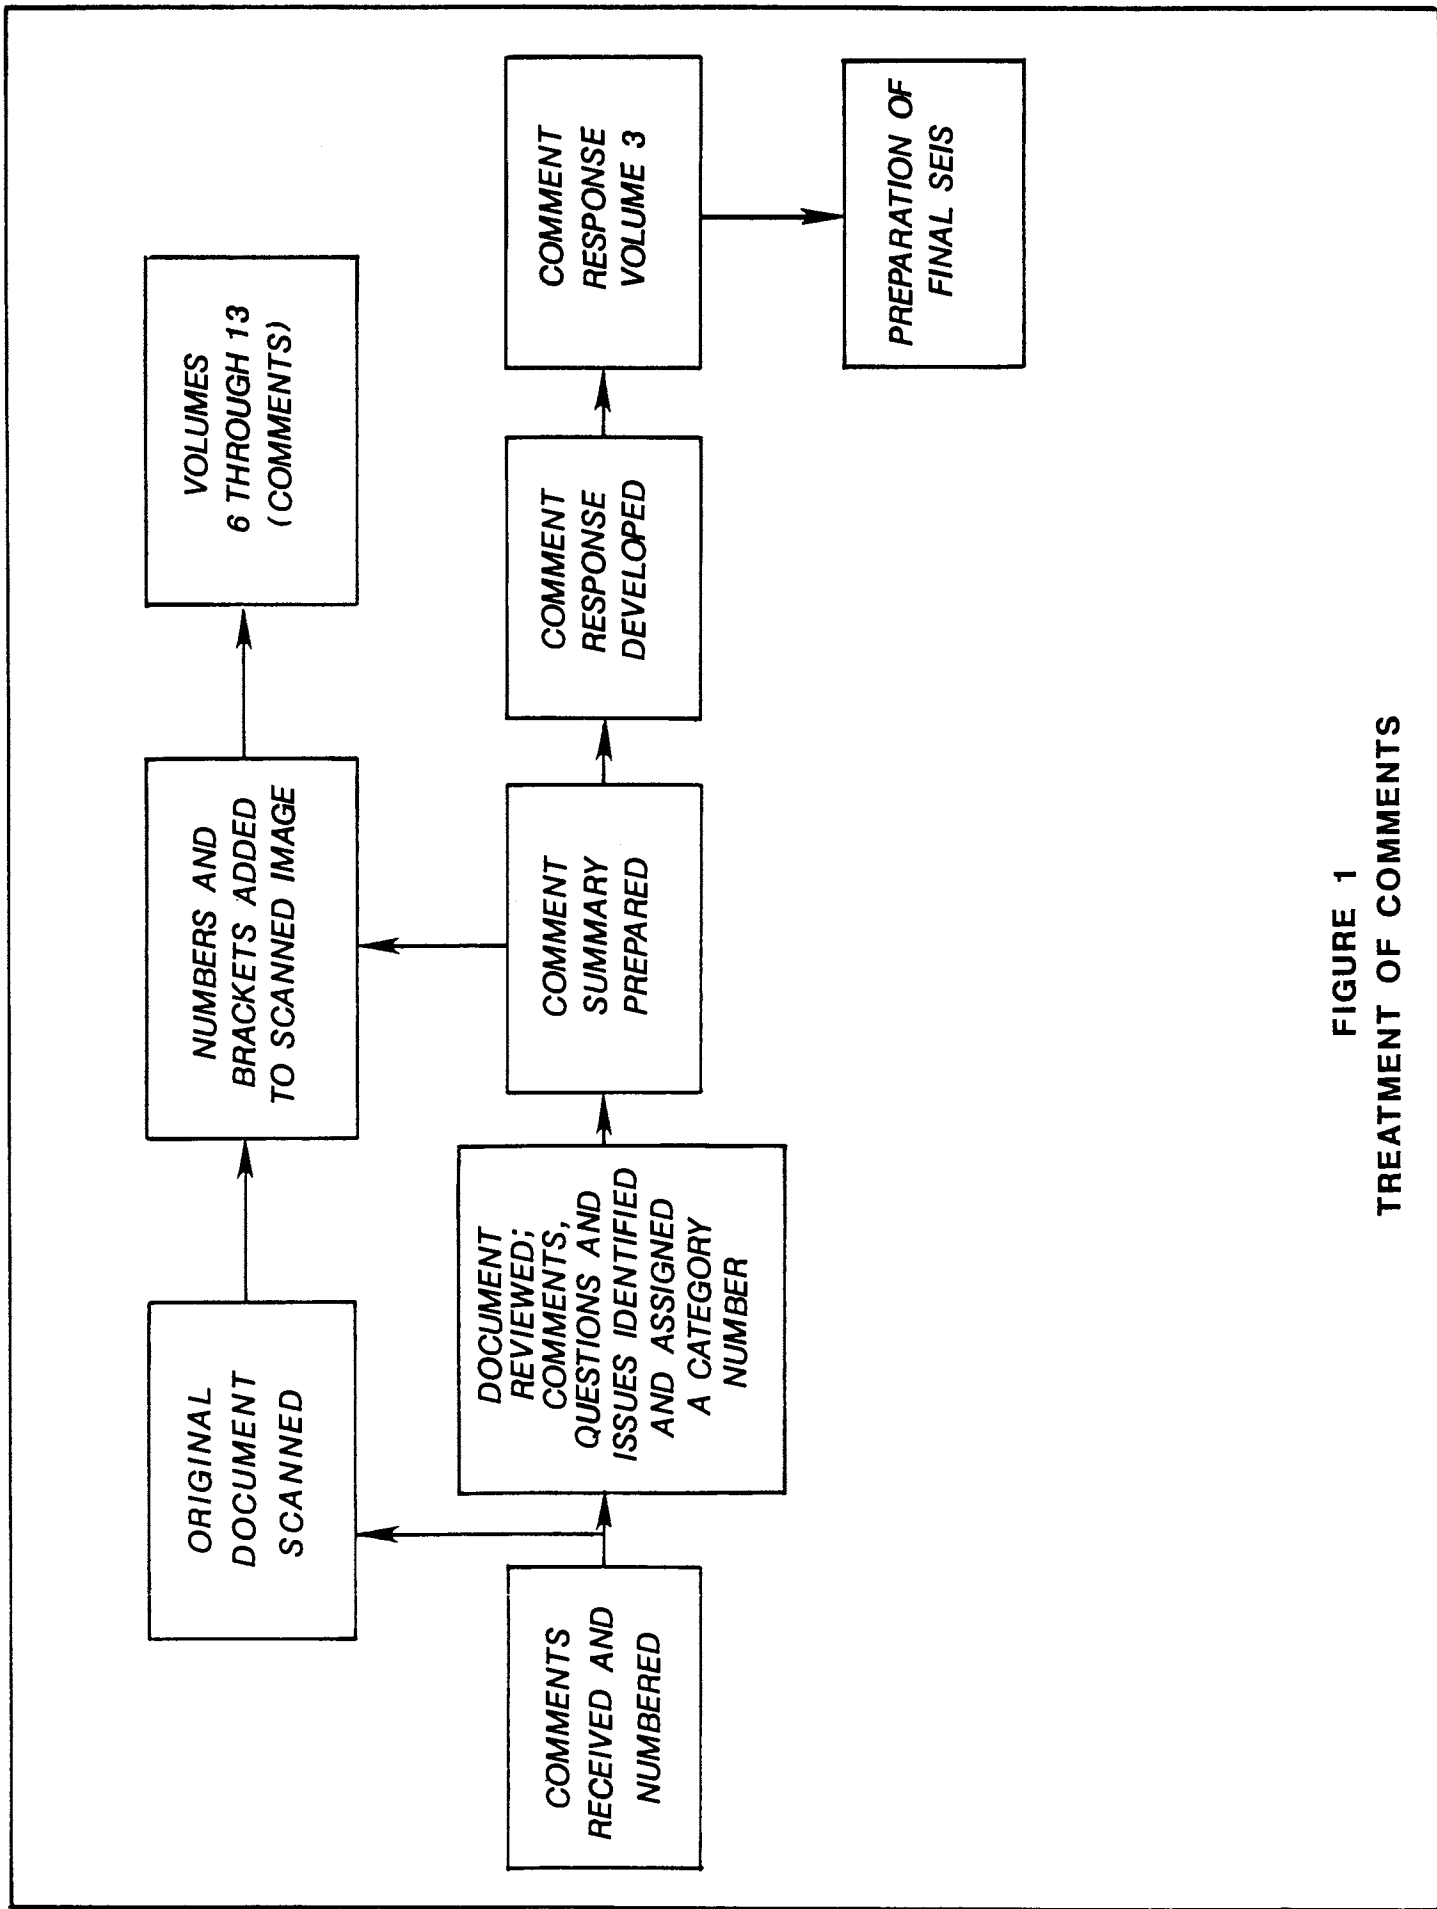 ORIGINAL
DOCUMENT
SCANNED
NUMBERS AND
BRACKETS ADDED
TO SCANNED IMAGE
VOLUMES
6 THROUGH 13
(COMMENTS)
COMMENTS
RECEIVED AND
NUMBERED
DOCUMENT
REVIEWED;
COMMENTS,
QUESTIONS AND
ISSUES IDENTIFIED
AND ASSIGNED
A CATEGORY
NUMBER
COMMENT
SUMMARY
PREPARED
COMMENT
RESPONSE
DEVELOPED
COMMENT
RESPONSE
VOLUME 3
PREPARATION OF
FINAL SEIS
FIGURE 1
TREATMENT OF COMMENTS